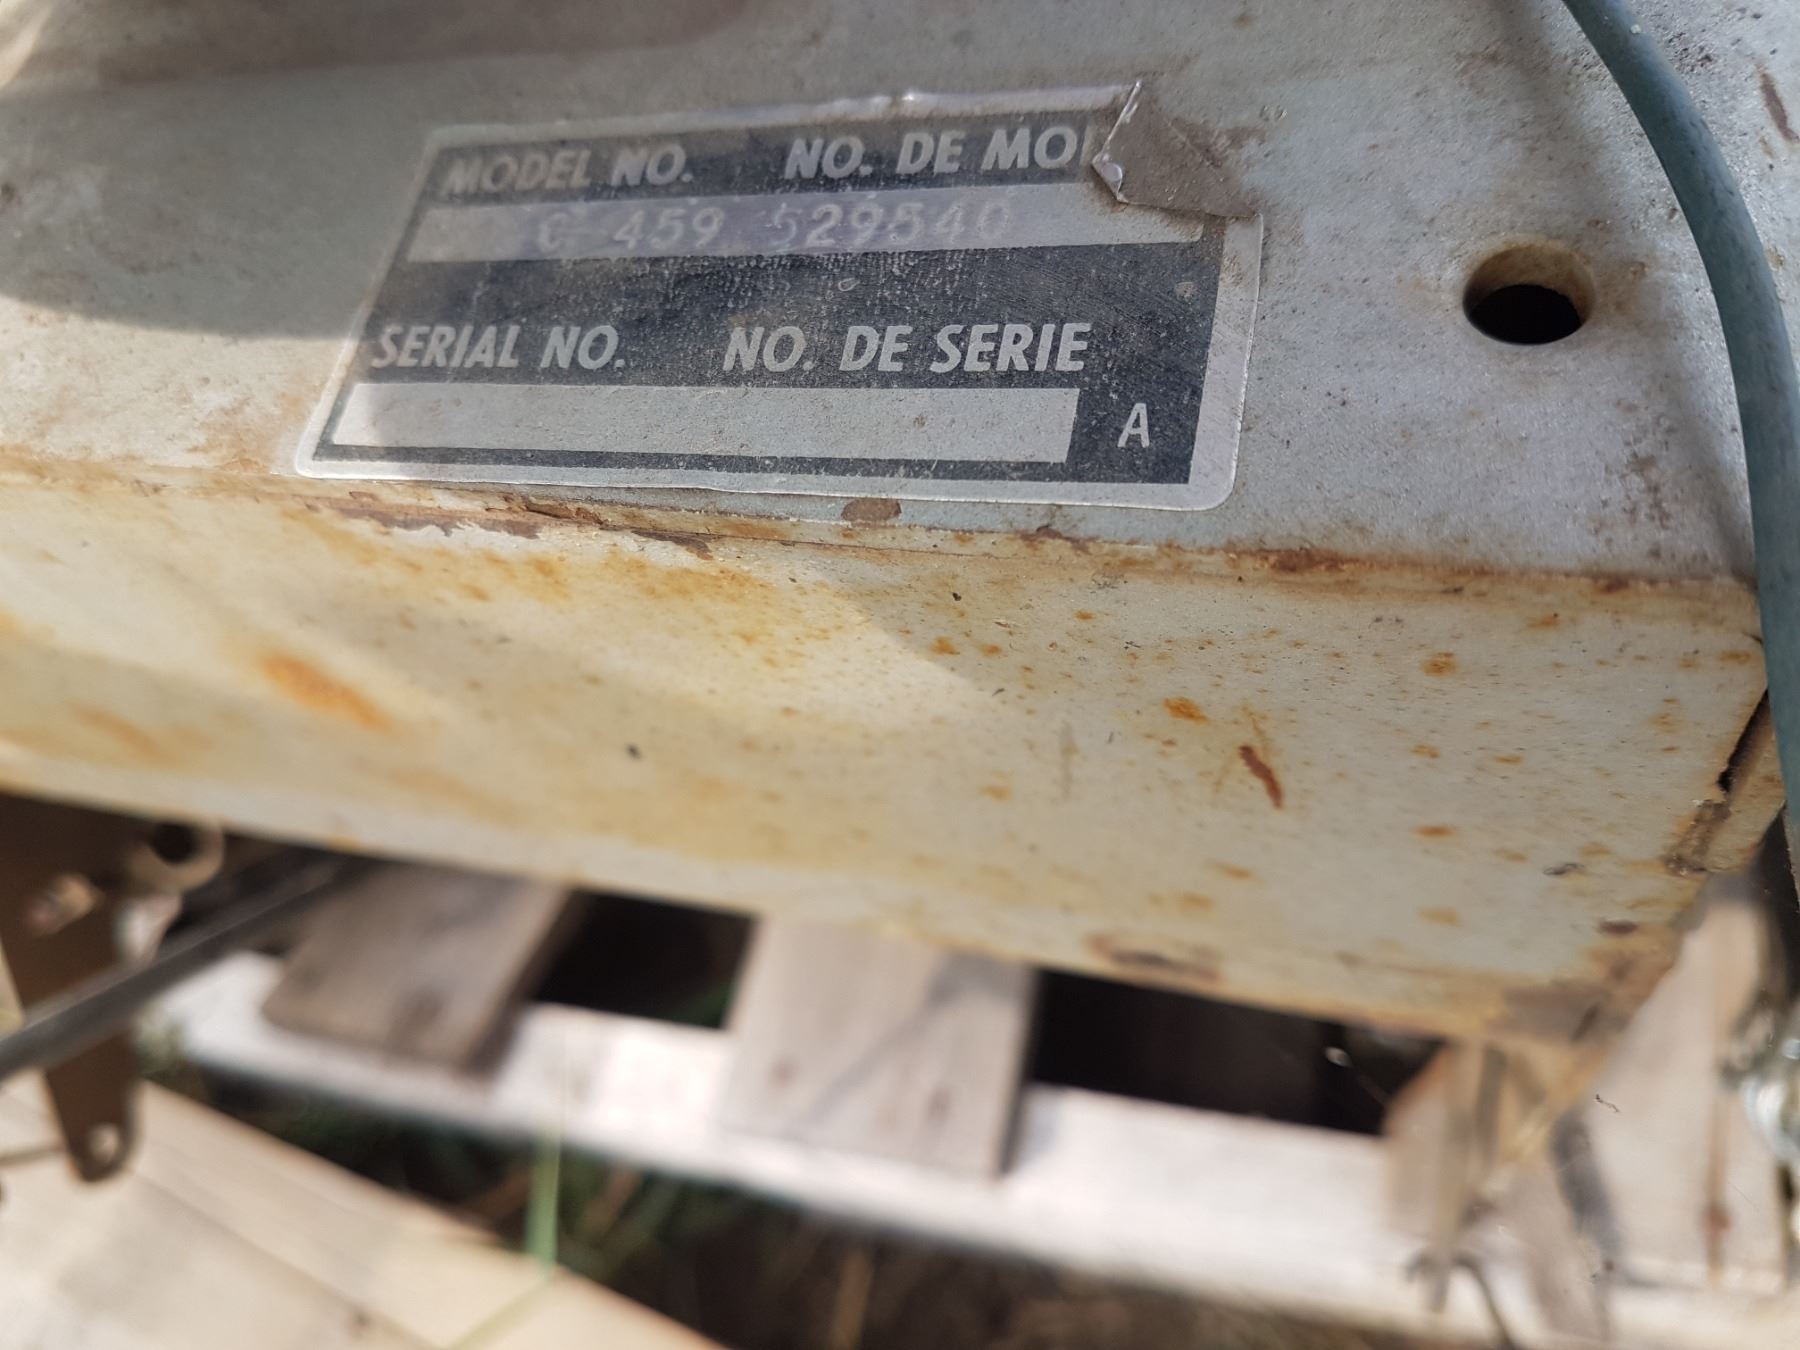 MODEL NO. NO. DE MO
C 459 529540
SERIAL NO. NO. DE SERIE
A